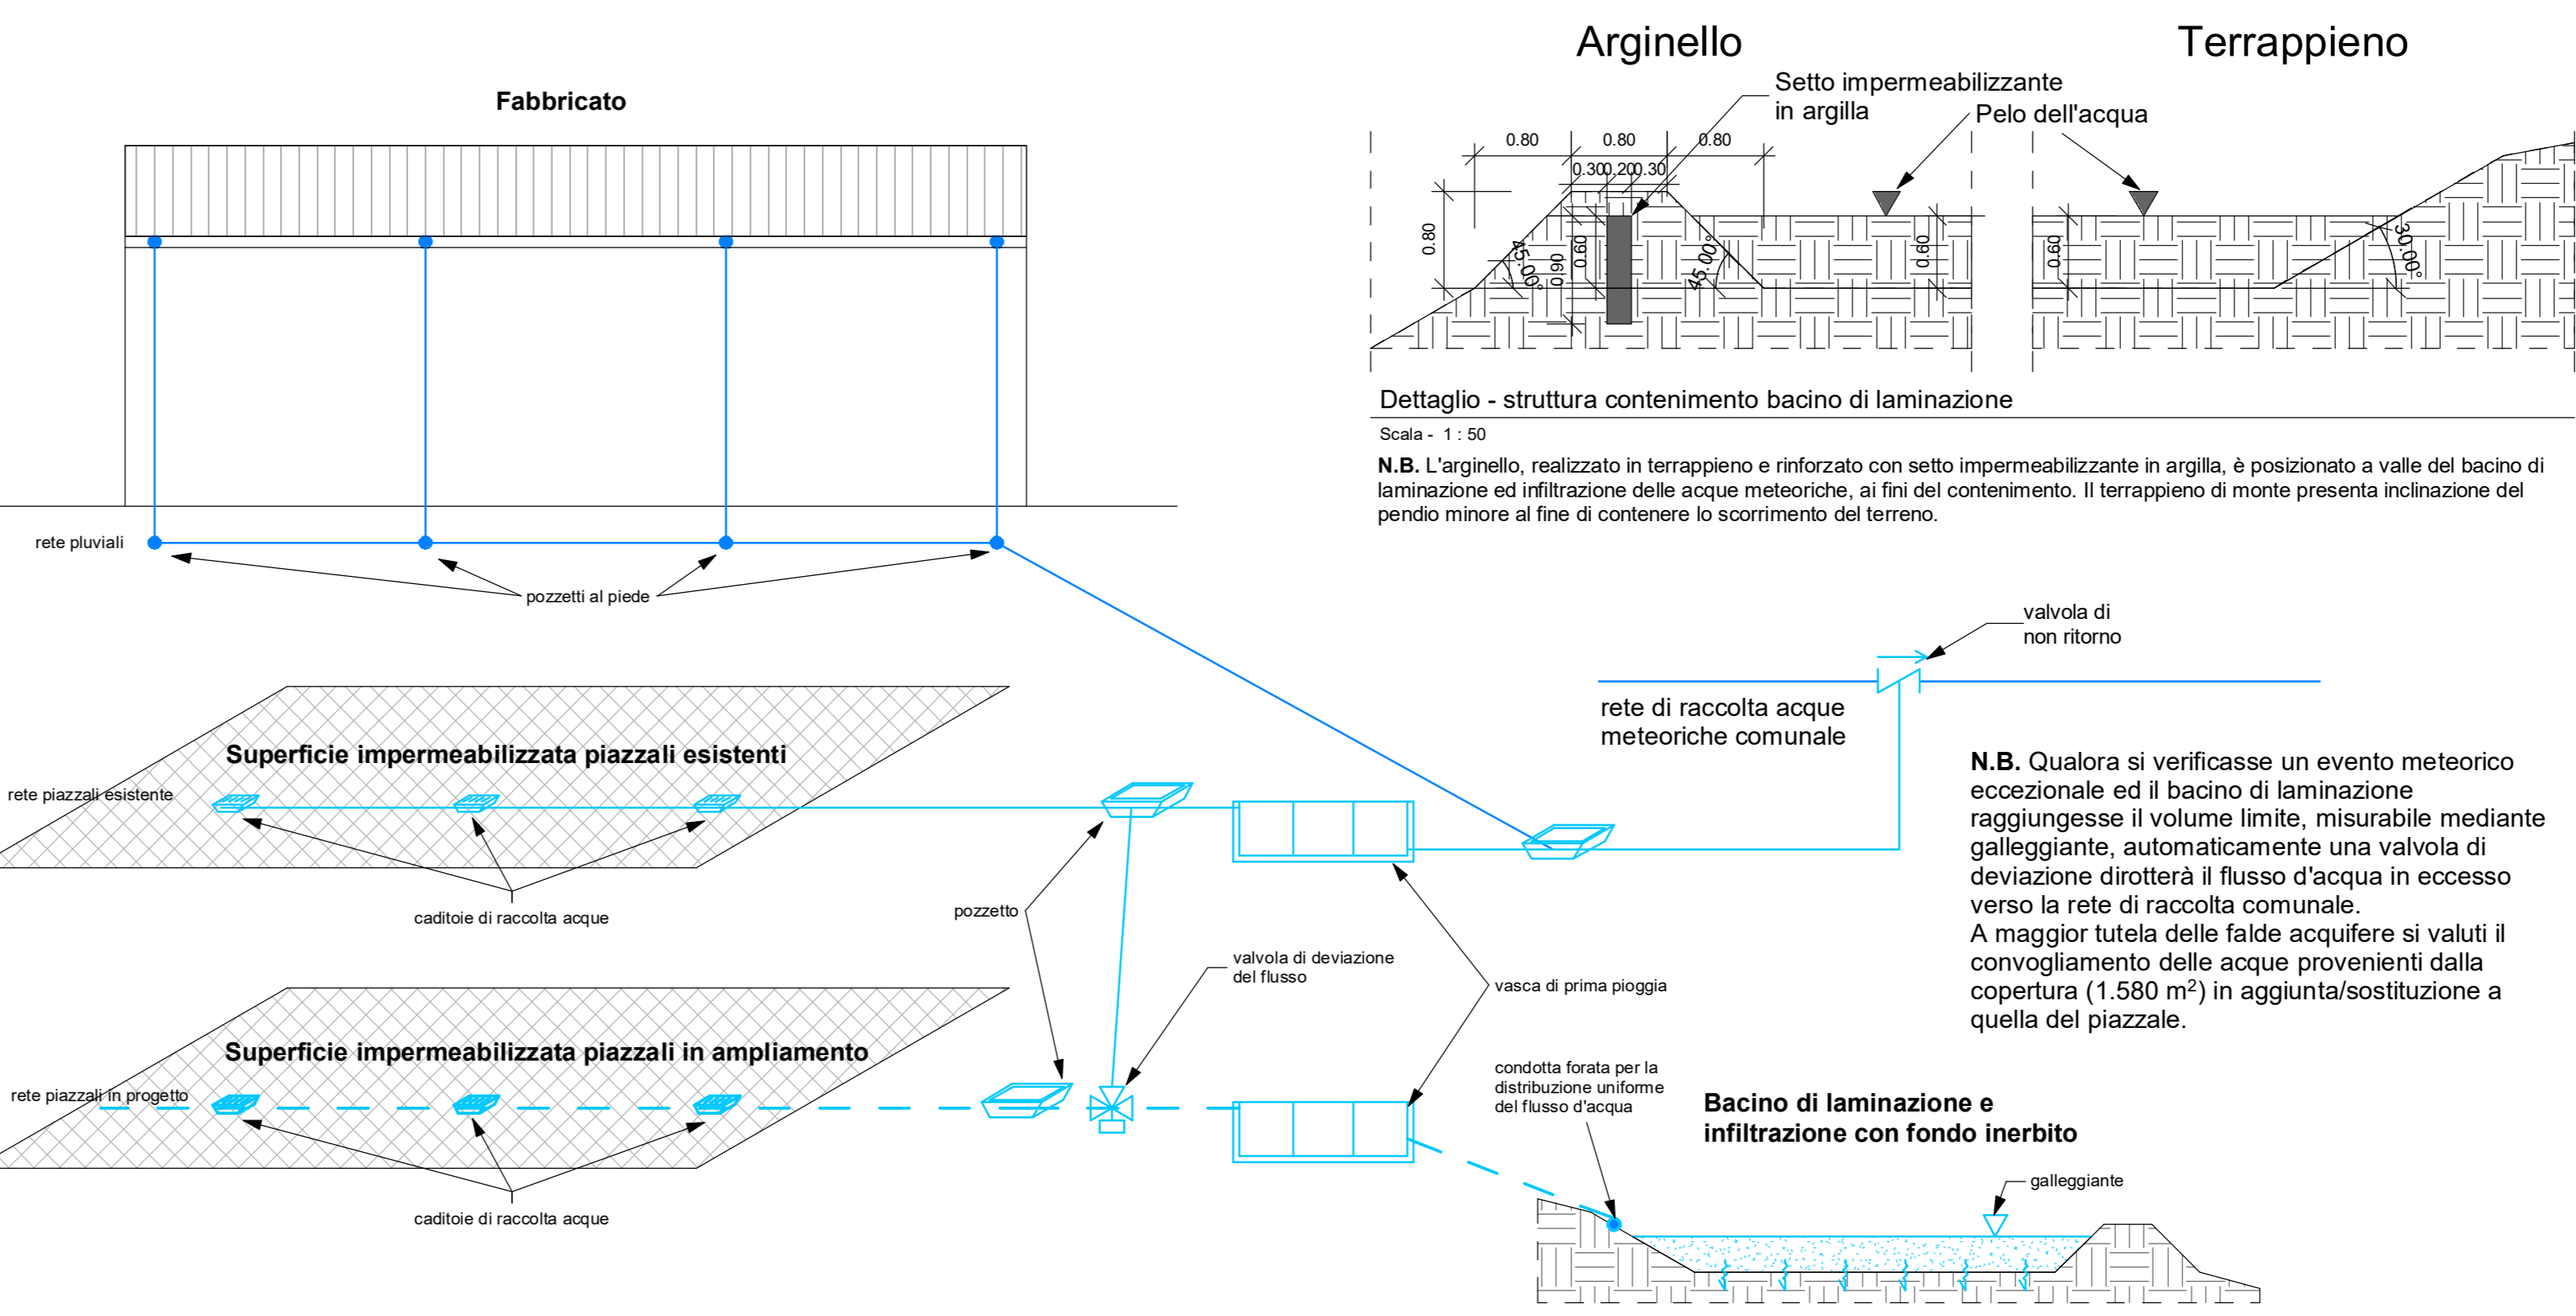 Arginello
Terrappieno
Setto impermeabilizzante
in argilla
Pelo dell'acqua
Fabbricato
0.80
0.80
0.80
0.30
0.20
0.30
0.80
45.00°
0.90
0.60
45.00°
0.60
0.60
30.00°
Dettaglio - struttura contenimento bacino di laminazione
Scala - 1 : 50
N.B. L'arginello, realizzato in terrappieno e rinforzato con setto impermeabilizzante in argilla, è posizionato a valle del bacino di
laminazione ed infiltrazione delle acque meteoriche, ai fini del contenimento. Il terrappieno di monte presenta inclinazione del
pendio minore al fine di contenere lo scorrimento del terreno.
rete pluviali
pozzetti al piede
valvola di
non ritorno
rete di raccolta acque
meteoriche comunale
Superficie impermeabilizzata piazzali esistenti
rete piazzali esistente
caditoie di raccolta acque
pozzetto
valvola di deviazione
del flusso
vasca di prima pioggia
N.B. Qualora si verificasse un evento meteorico
eccezionale ed il bacino di laminazione
raggiungesse il volume limite, misurabile mediante
galleggiante, automaticamente una valvola di
deviazione dirotterà il flusso d'acqua in eccesso
verso la rete di raccolta comunale.
A maggior tutela delle falde acquifere si valuti il
convogliamento delle acque provenienti dalla
copertura (1.580 m²) in aggiunta/sostituzione a
quella del piazzale.
Superficie impermeabilizzata piazzali in ampliamento
rete piazzali in progetto
caditoie di raccolta acque
condotta forata per la
distribuzione uniforme
del flusso d'acqua
Bacino di laminazione e
infiltrazione con fondo inerbito
galleggiante